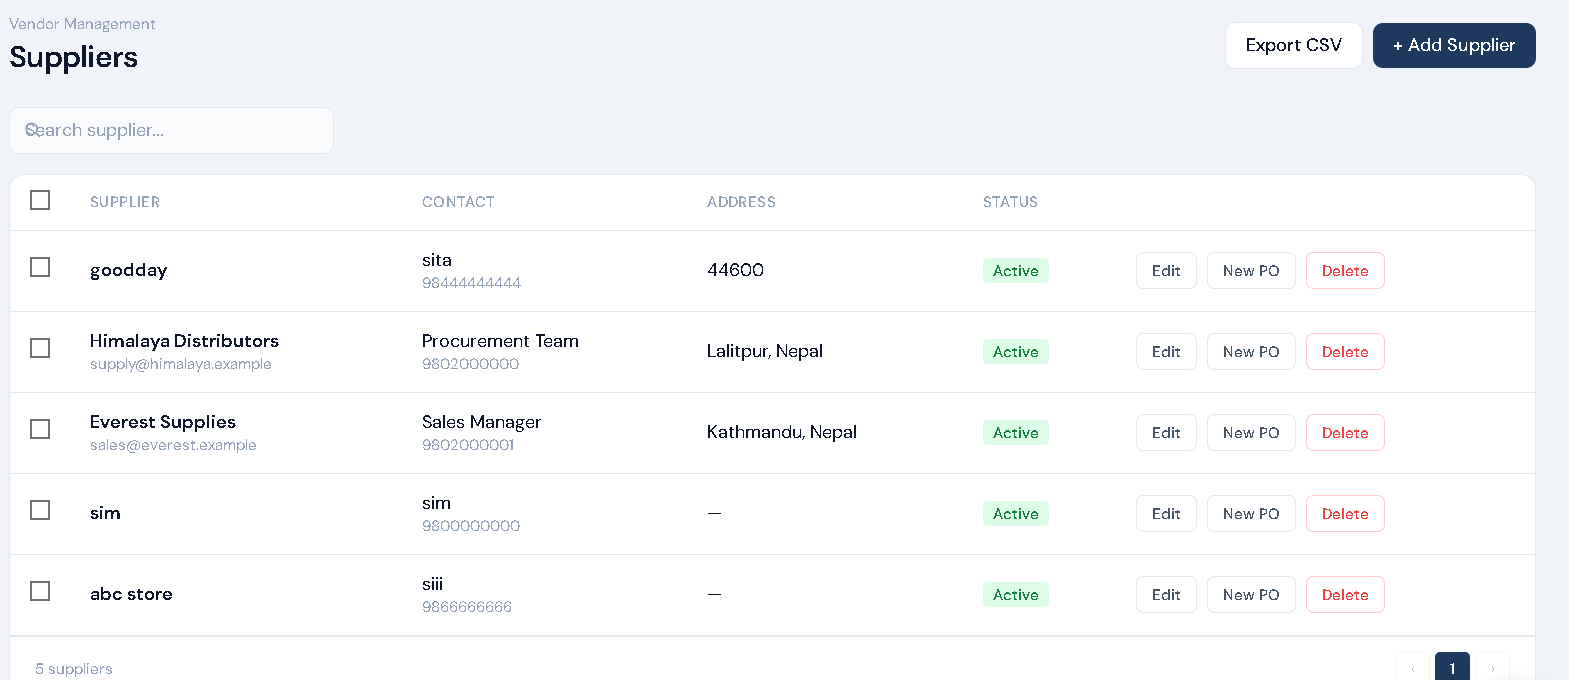 Vendor Management
Suppliers
Export CSV
+ Add Supplier
Search supplier...
SUPPLIER CONTACT ADDRESS STATUS
goodday sita 98444444444 44600 Active Edit New PO Delete
Himalaya Distributors supply@himalaya.example Procurement Team 9802000000 Lalitpur, Nepal Active Edit New PO Delete
Everest Supplies sales@everest.example Sales Manager 9802000001 Kathmandu, Nepal Active Edit New PO Delete
sim sim 9800000000 — Active Edit New PO Delete
abc store siii 9866666666 — Active Edit New PO Delete
5 suppliers ‹ 1 ›